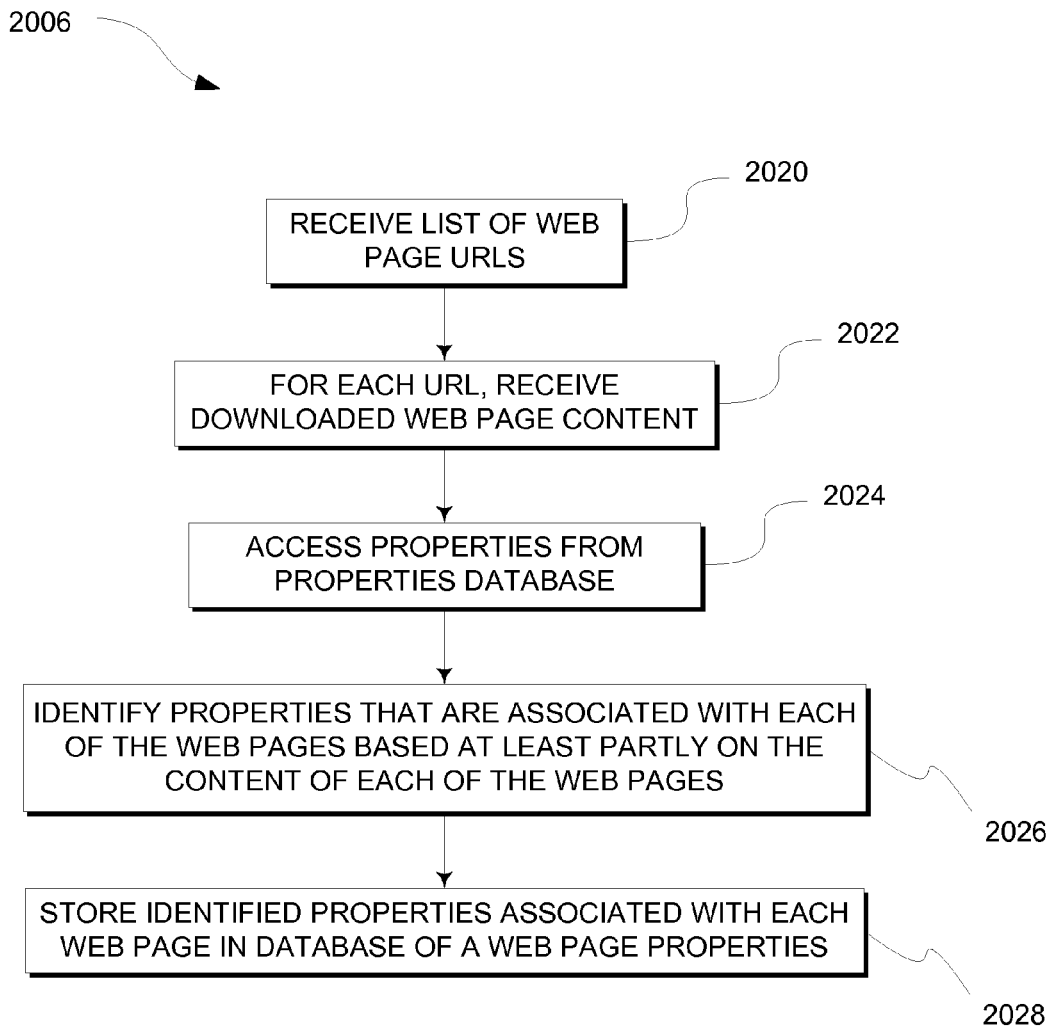 2006
2020
RECEIVE LIST OF WEB
PAGE URLS
2022
FOR EACH URL, RECEIVE
DOWNLOADED WEB PAGE CONTENT
2024
ACCESS PROPERTIES FROM
PROPERTIES DATABASE
IDENTIFY PROPERTIES THAT ARE ASSOCIATED WITH EACH
OF THE WEB PAGES BASED AT LEAST PARTLY ON THE
CONTENT OF EACH OF THE WEB PAGES
2026
STORE IDENTIFIED PROPERTIES ASSOCIATED WITH EACH
WEB PAGE IN DATABASE OF A WEB PAGE PROPERTIES
2028